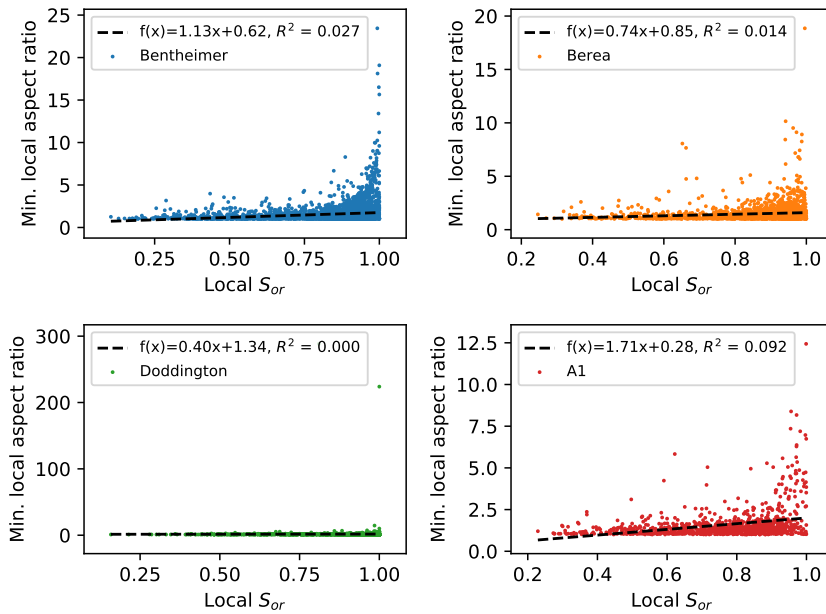 f(x)=1.13x+0.62, R² = 0.027
Bentheimer
25
20
15
10
5
0
Min. local aspect ratio
0.25
0.50
0.75
1.00
Local Sor
f(x)=0.74x+0.85, R² = 0.014
Berea
20
15
10
5
0
Min. local aspect ratio
0.2
0.4
0.6
0.8
1.0
Local Sor
f(x)=0.40x+1.34, R² = 0.000
Doddington
300
200
100
0
Min. local aspect ratio
0.25
0.50
0.75
1.00
Local Sor
f(x)=1.71x+0.28, R² = 0.092
A1
12.5
10.0
7.5
5.0
2.5
0.0
Min. local aspect ratio
0.2
0.4
0.6
0.8
1.0
Local Sor